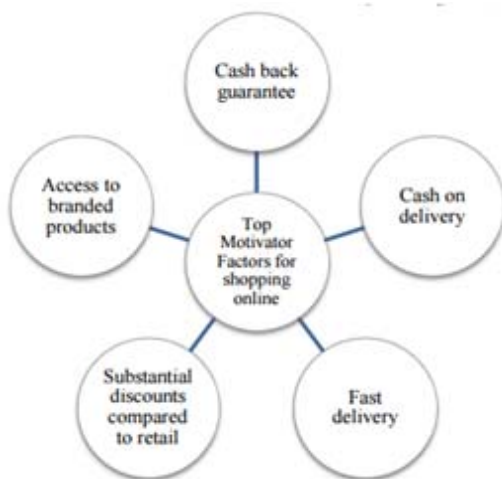 Cash back
guarantee
Access to
branded
products
Cash on
delivery
Top
Motivator
Factors for
shopping
online
Substantial
discounts
compared
to retail
Fast
delivery